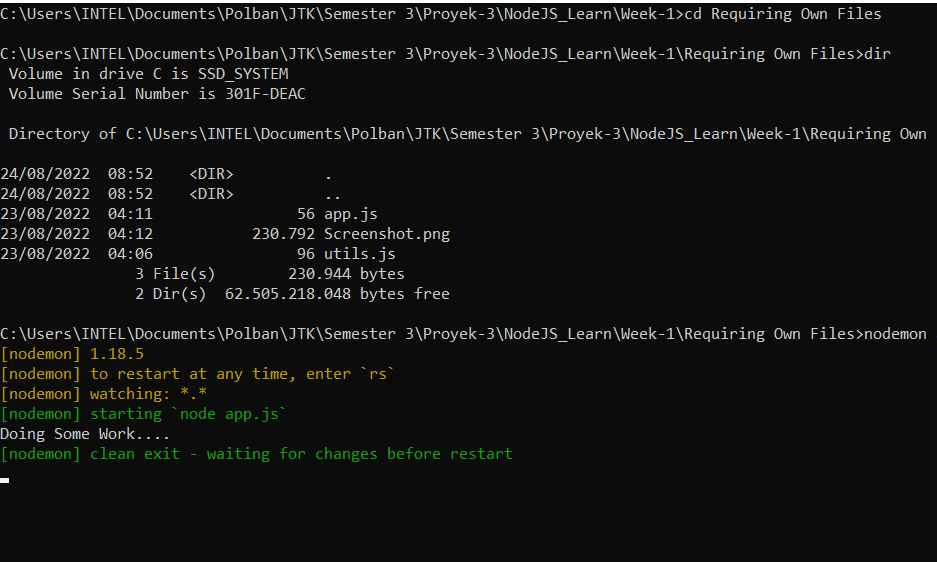 C:\Users\INTEL\Documents\Polban\JTK\Semester 3\Proyek-3\NodeJS_Learn\Week-1>cd Requiring Own Files
C:\Users\INTEL\Documents\Polban\JTK\Semester 3\Proyek-3\NodeJS_Learn\Week-1\Requiring Own Files>dir
 Volume in drive C is SSD_SYSTEM
 Volume Serial Number is 301F-DEAC
 Directory of C:\Users\INTEL\Documents\Polban\JTK\Semester 3\Proyek-3\NodeJS_Learn\Week-1\Requiring Own
24/08/2022  08:52    <DIR>          .
24/08/2022  08:52    <DIR>          ..
23/08/2022  04:11                56 app.js
23/08/2022  04:12           230.792 Screenshot.png
23/08/2022  04:06                96 utils.js
               3 File(s)        230.944 bytes
               2 Dir(s)  62.505.218.048 bytes free
C:\Users\INTEL\Documents\Polban\JTK\Semester 3\Proyek-3\NodeJS_Learn\Week-1\Requiring Own Files>nodemon
[nodemon] 1.18.5
[nodemon] to restart at any time, enter `rs`
[nodemon] watching: *.*
[nodemon] starting `node app.js`
Doing Some Work....
[nodemon] clean exit - waiting for changes before restart